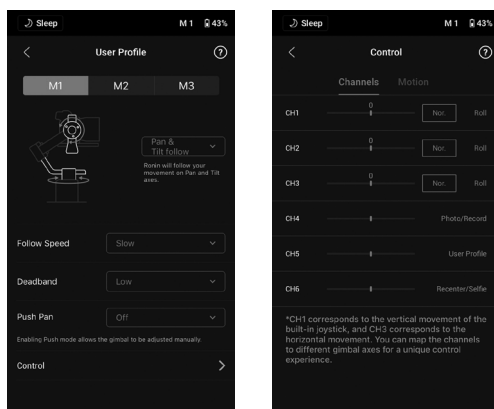 Sleep M 1 43%
User Profile ?
M1 M2 M3
Pan &
Tilt follow
Ronin will follow your
movement on Pan and Tilt
axes.
Follow Speed Slow
Deadband Low
Push Pan Off
Enabling Push mode allows the gimbal to be adjusted manually.
Control
Sleep M 1 43%
Control ?
Channels Motion
CH1 0 Nor. Roll
CH2 0 Nor. Roll
CH3 0 Nor. Roll
CH4 Photo/Record
CH5 User Profile
CH6 Recenter/Selfie
*CH1 corresponds to the vertical movement of the
built-in joystick, and CH3 corresponds to the
horizontal movement. You can map the channels
to different gimbal axes for a unique control
experience.